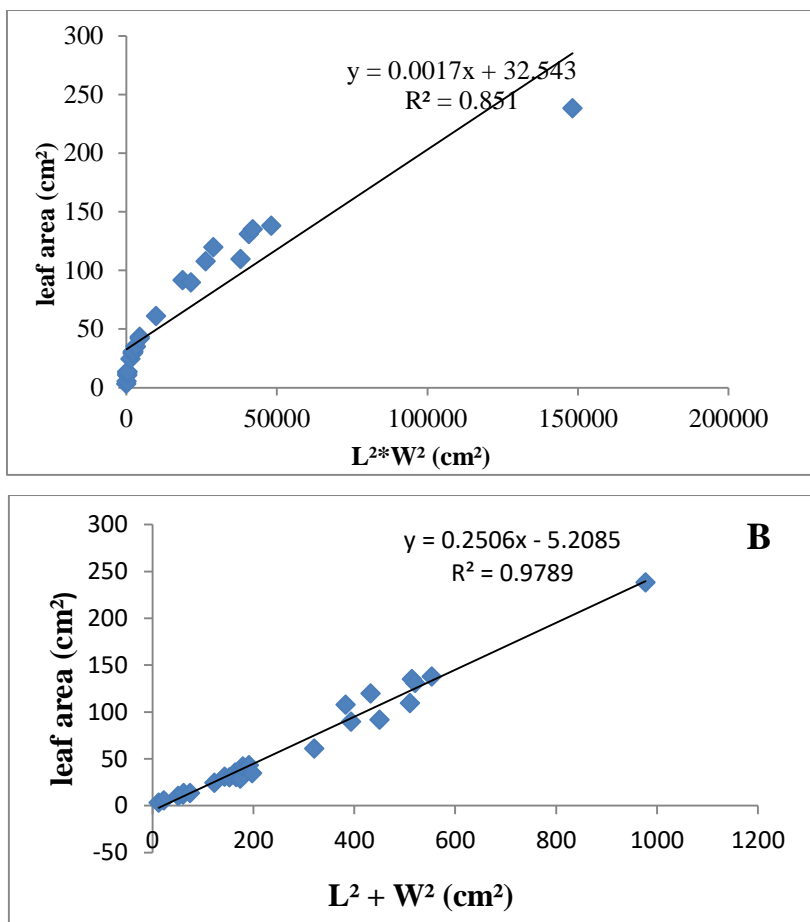 300
250
200
150
100
50
0
y = 0.0017x + 32.543
R² = 0.851
leaf area (cm²)
0 50000 100000 150000 200000
L²*W² (cm²)
B
300
250
200
150
100
50
0
-50
y = 0.2506x - 5.2085
R² = 0.9789
leaf area (cm²)
0 200 400 600 800 1000 1200
L² + W² (cm²)